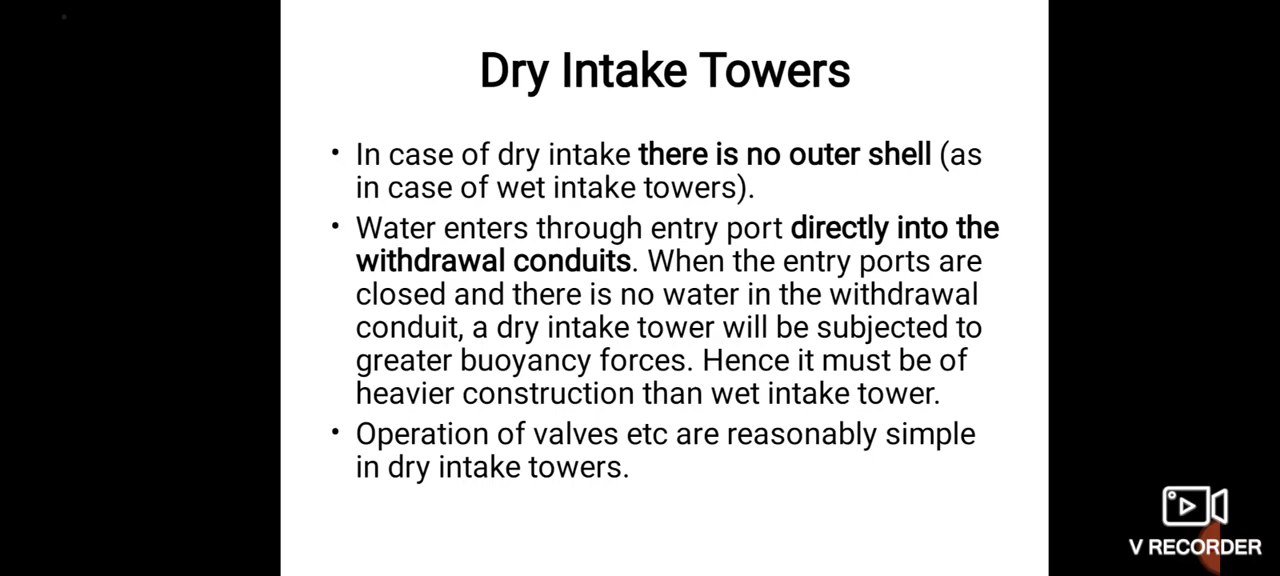 Dry Intake Towers
• In case of dry intake there is no outer shell (as
in case of wet intake towers).
• Water enters through entry port directly into the
withdrawal conduits. When the entry ports are
closed and there is no water in the withdrawal
conduit, a dry intake tower will be subjected to
greater buoyancy forces. Hence it must be of
heavier construction than wet intake tower.
• Operation of valves etc are reasonably simple
in dry intake towers.
V RECORDER